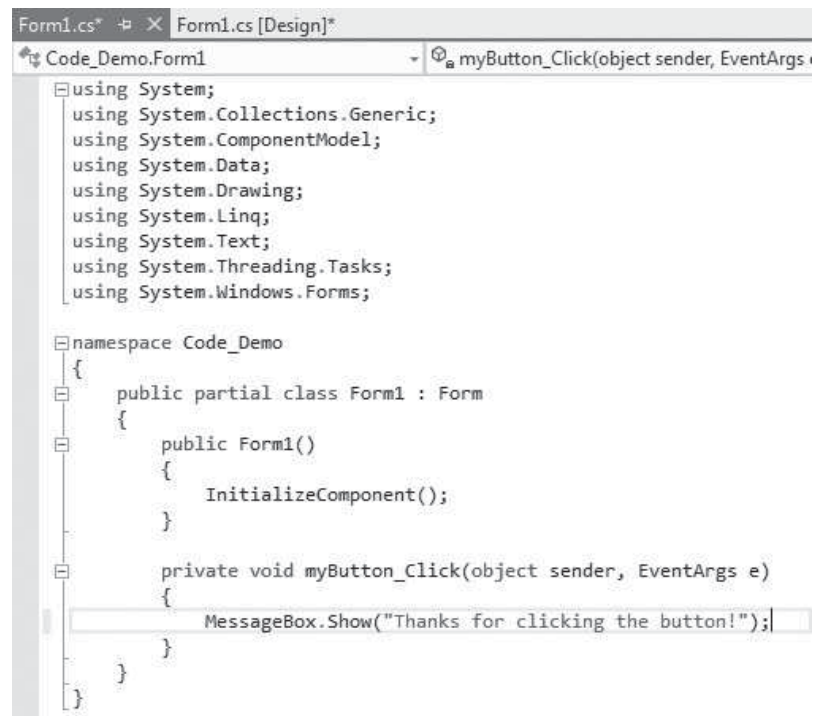 Form1.cs* Form1.cs [Design]*
Code_Demo.Form1 myButton_Click(object sender, EventArgs
using System;
using System.Collections.Generic;
using System.ComponentModel;
using System.Data;
using System.Drawing;
using System.Linq;
using System.Text;
using System.Threading.Tasks;
using System.Windows.Forms;
namespace Code_Demo
{
public partial class Form1 : Form
{
public Form1()
{
InitializeComponent();
}
private void myButton_Click(object sender, EventArgs e)
{
MessageBox.Show("Thanks for clicking the button!");
}
}
}